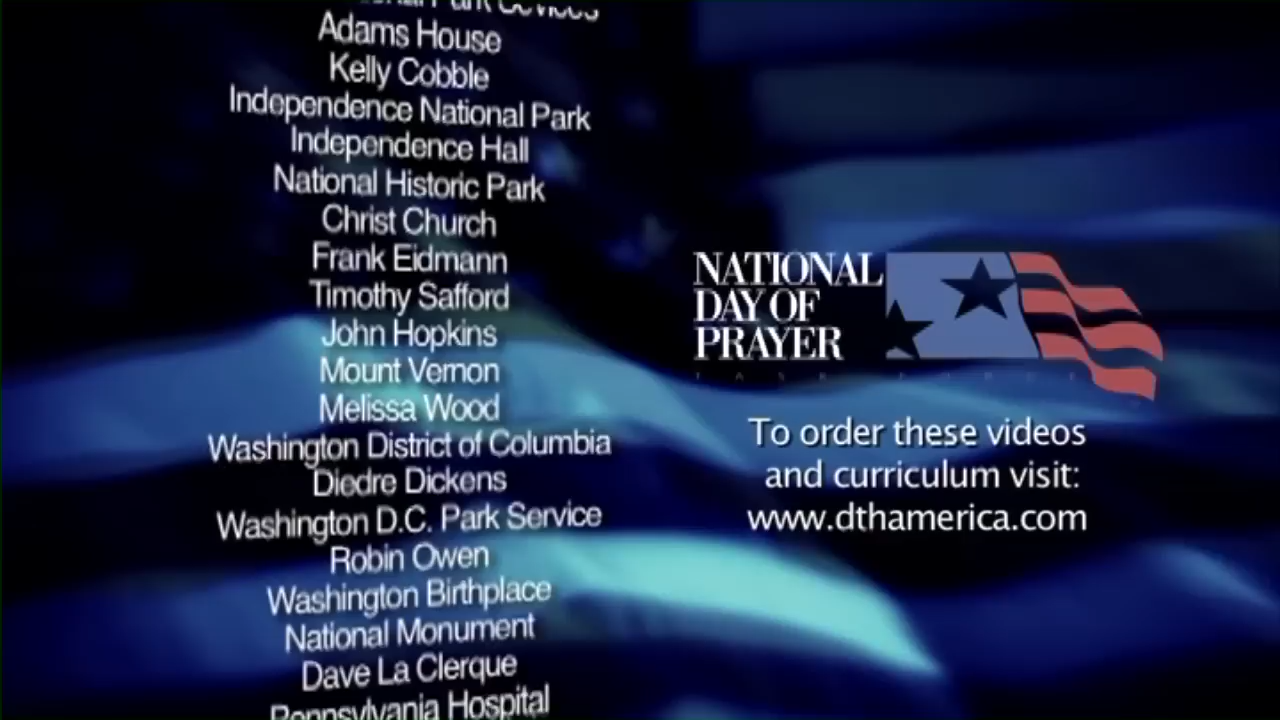 Adams House
Kelly Cobble
Independence National Park
Independence Hall
National Historic Park
Christ Church
Frank Eidmann
Timothy Safford
John Hopkins
Mount Vernon
Melissa Wood
Washington District of Columbia
Diedre Dickens
Washington D.C. Park Service
Robin Owen
Washington Birthplace
National Monument
Dave La Clerque
Pennsylvania Hospital
NATIONAL
DAY OF
PRAYER
To order these videos
and curriculum visit:
www.dthamerica.com